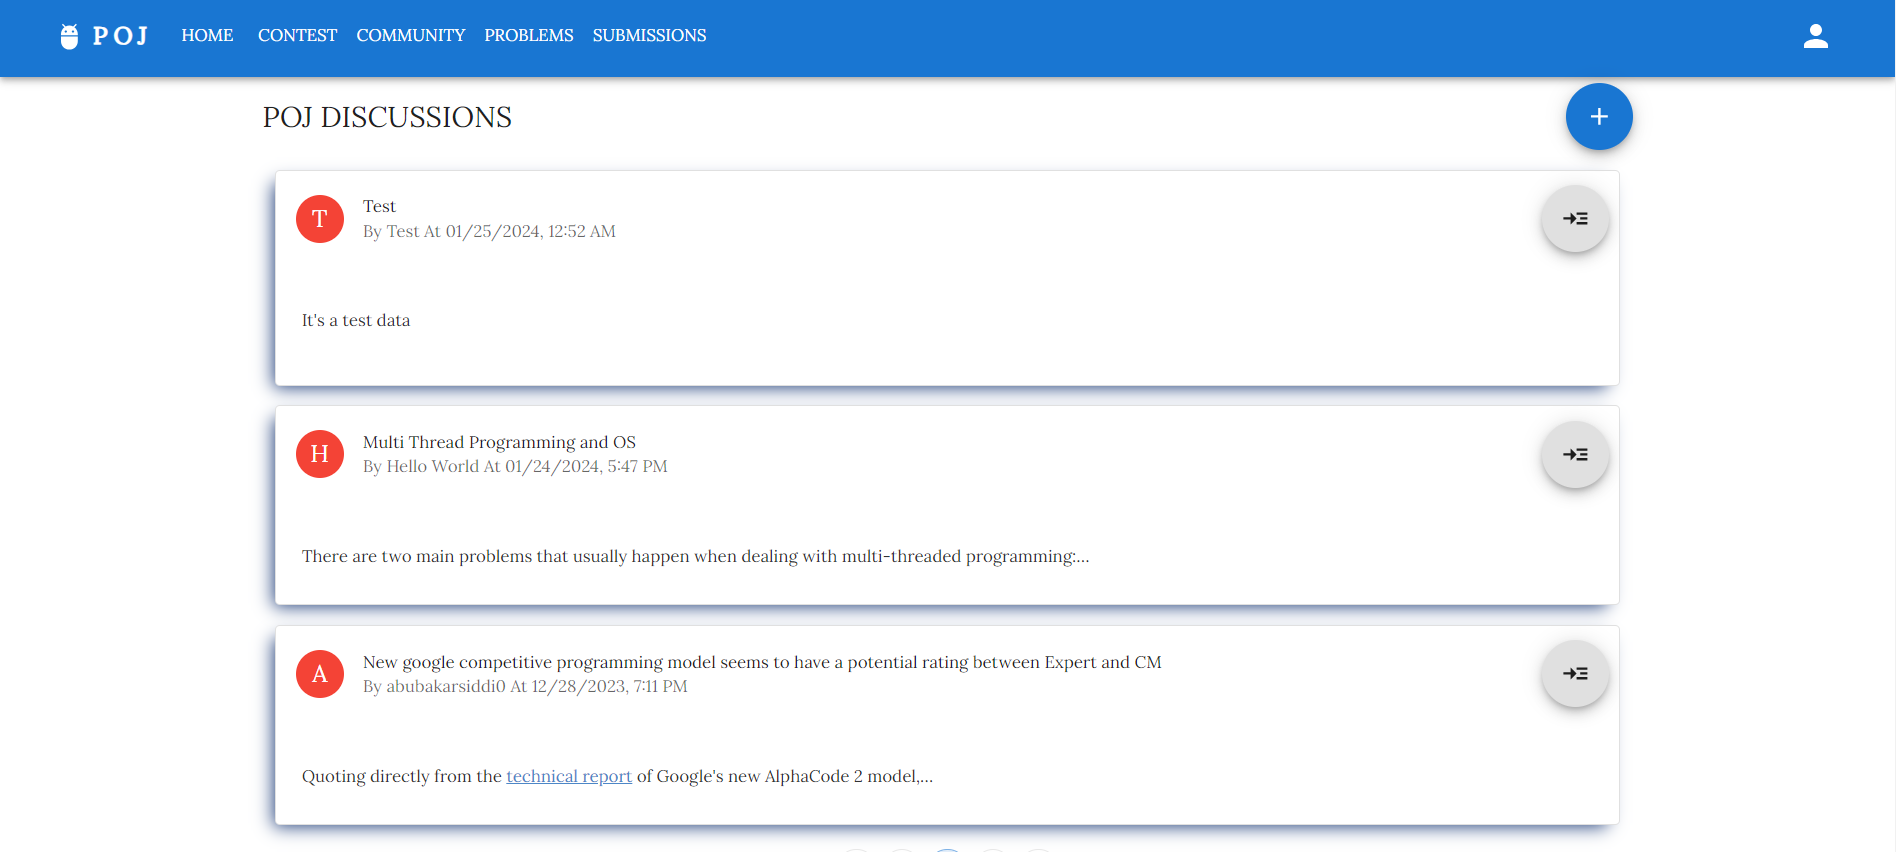 POJ HOME CONTEST COMMUNITY PROBLEMS SUBMISSIONS
POJ DISCUSSIONS
+
T
Test
By Test At 01/25/2024, 12:52 AM
It's a test data
H
Multi Thread Programming and OS
By Hello World At 01/24/2024, 5:47 PM
There are two main problems that usually happen when dealing with multi-threaded programming:...
A
New google competitive programming model seems to have a potential rating between Expert and CM
By abubakarsiddi0 At 12/28/2023, 7:11 PM
Quoting directly from the technical report of Google's new AlphaCode 2 model,...